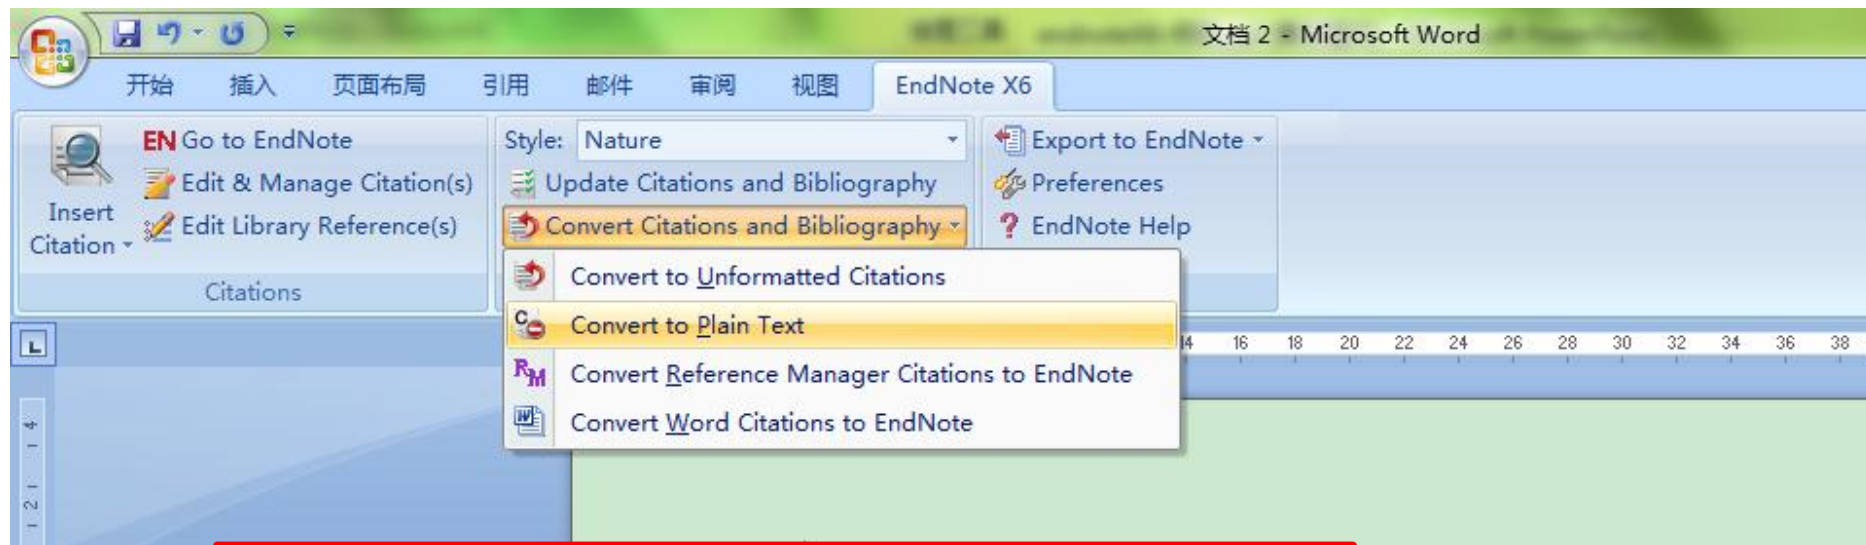 文档 2 - Microsoft Word
开始 插入 页面布局 引用 邮件 审阅 视图 EndNote X6
EN Go to EndNote
Edit & Manage Citation(s)
Edit Library Reference(s)
Insert
Citation
Citations
Style: Nature
Update Citations and Bibliography
Convert Citations and Bibliography
Export to EndNote
Preferences
? EndNote Help
Convert to Unformatted Citations
C Convert to Plain Text
RM Convert Reference Manager Citations to EndNote
W Convert Word Citations to EndNote
L
14 16 18 20 22 24 26 28 30 32 34 36 38
4
2